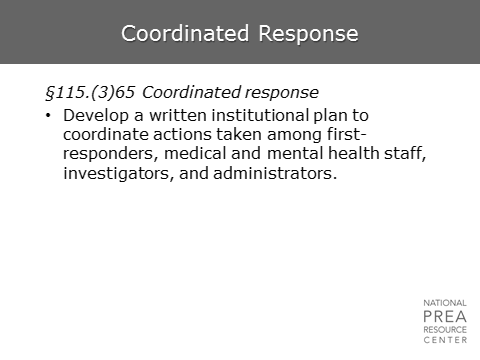 Coordinated Response
§115.(3)65 Coordinated response
• Develop a written institutional plan to
coordinate actions taken among first-
responders, medical and mental health staff,
investigators, and administrators.
NATIONAL
PREA
RESOURCE
CENTER